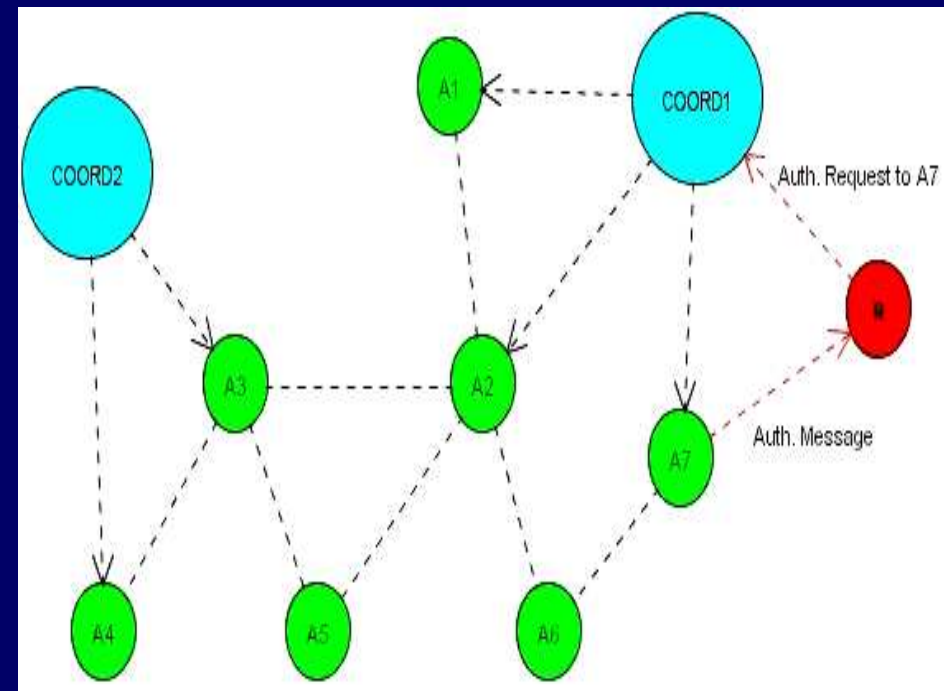 A1
COORD1
COORD2
Auth. Request to A7
A3
A2
A7
Auth. Message
A4
A5
A6